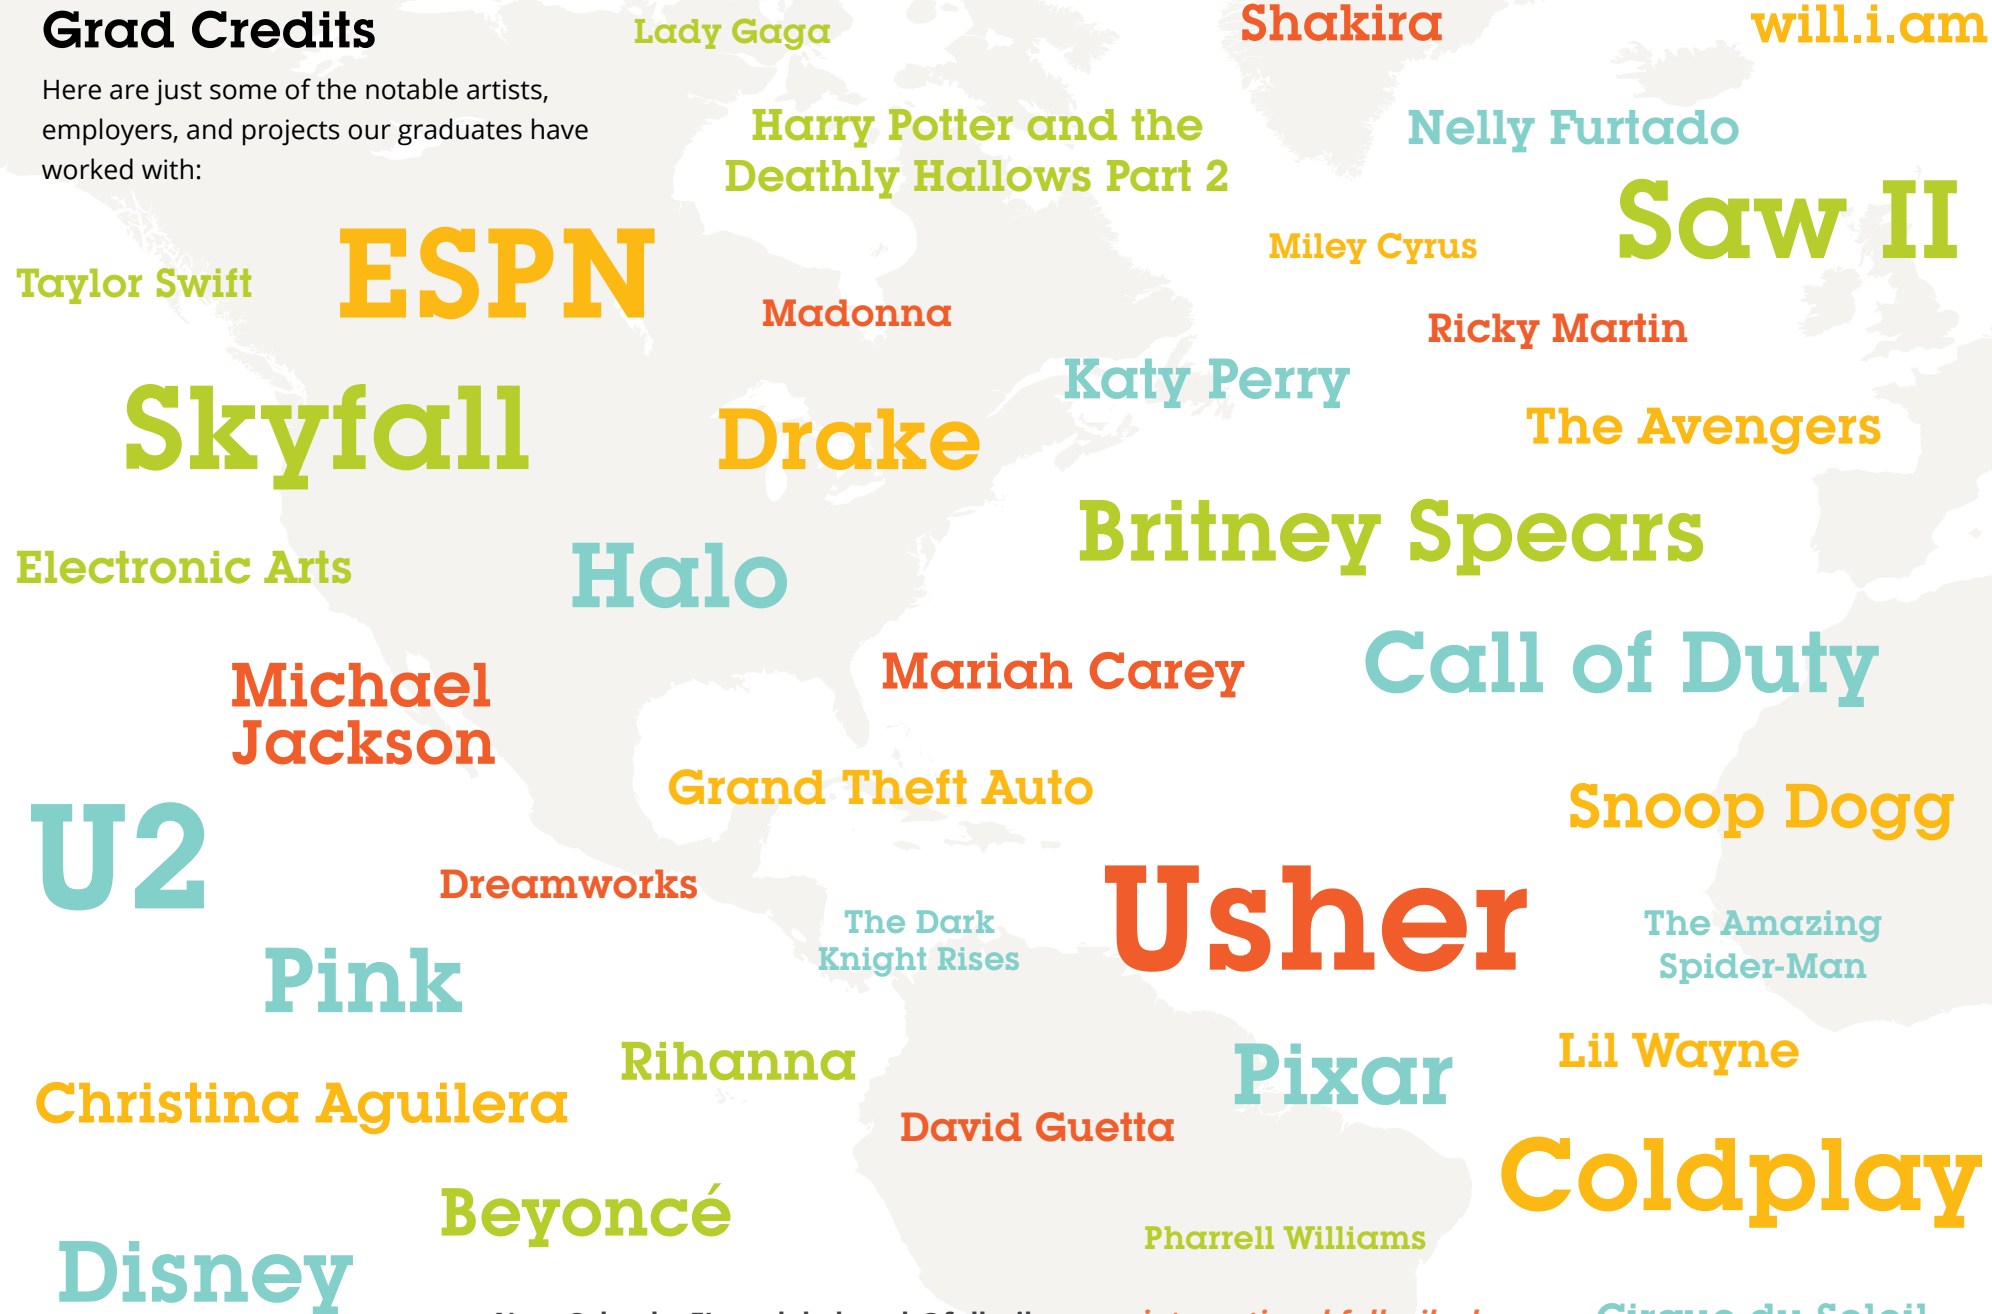 Grad Credits
Here are just some of the notable artists,
employers, and projects our graduates have
worked with:
Lady Gaga
Shakira
will.i.am
Harry Potter and the
Deathly Hallows Part 2
Nelly Furtado
Saw II
Miley Cyrus
ESPN
Taylor Swift
Madonna
Ricky Martin
Katy Perry
Skyfall
Drake
The Avengers
Britney Spears
Electronic Arts
Halo
Mariah Carey
Call of Duty
Michael
Jackson
Grand Theft Auto
Snoop Dogg
U2
Dreamworks
Usher
The Dark
Knight Rises
The Amazing
Spider-Man
Pink
Rihanna
Pixar
Lil Wayne
Christina Aguilera
David Guetta
Coldplay
Beyoncé
Pharrell Williams
Disney
Cirque du Soleil